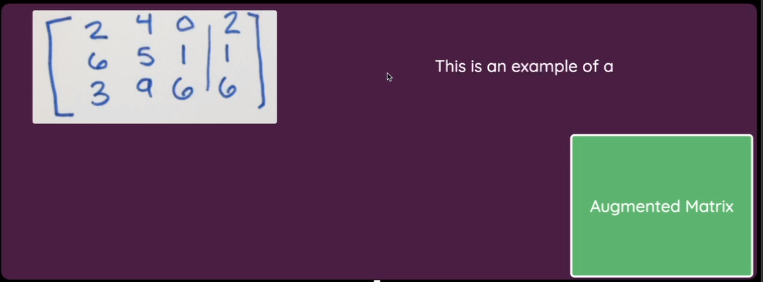 2 4 0 | 2
6 5 1 | 1
3 9 6 | 6
This is an example of a
Augmented Matrix